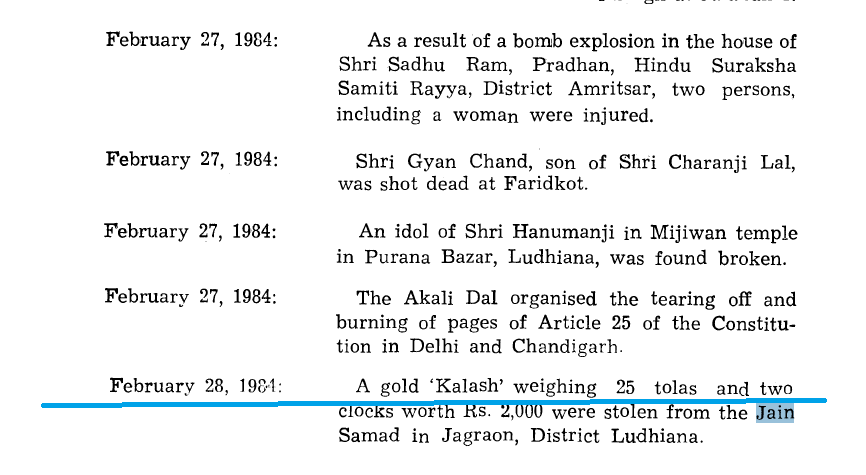 February 27, 1984: As a result of a bomb explosion in the house of
Shri Sadhu Ram, Pradhan, Hindu Suraksha
Samiti Rayya, District Amritsar, two persons,
including a woman were injured.
February 27, 1984: Shri Gyan Chand, son of Shri Charanji Lal,
was shot dead at Faridkot.
February 27, 1984: An idol of Shri Hanumanji in Mijiwan temple
in Purana Bazar, Ludhiana, was found broken.
February 27, 1984: The Akali Dal organised the tearing off and
burning of pages of Article 25 of the Constitu-
tion in Delhi and Chandigarh.
February 28, 1984: A gold 'Kalash' weighing 25 tolas and two
clocks worth Rs. 2,000 were stolen from the Jain
Samad in Jagraon, District Ludhiana.